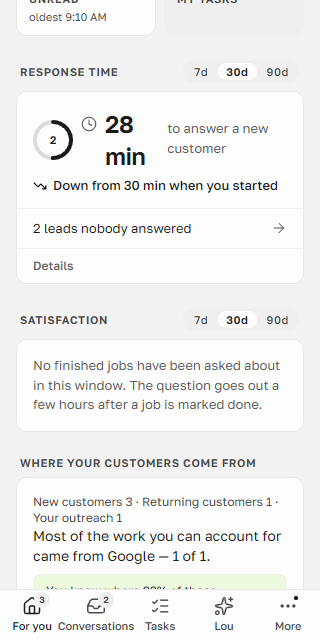 oldest 9:10 AM
RESPONSE TIME
7d 30d 90d
2
28 min
to answer a new customer
Down from 30 min when you started
2 leads nobody answered
Details
SATISFACTION
7d 30d 90d
No finished jobs have been asked about
in this window. The question goes out a
few hours after a job is marked done.
WHERE YOUR CUSTOMERS COME FROM
New customers 3 · Returning customers 1 ·
Your outreach 1
Most of the work you can account for
came from Google — 1 of 1.
3
2
For you
Conversations
Tasks
Lou
More